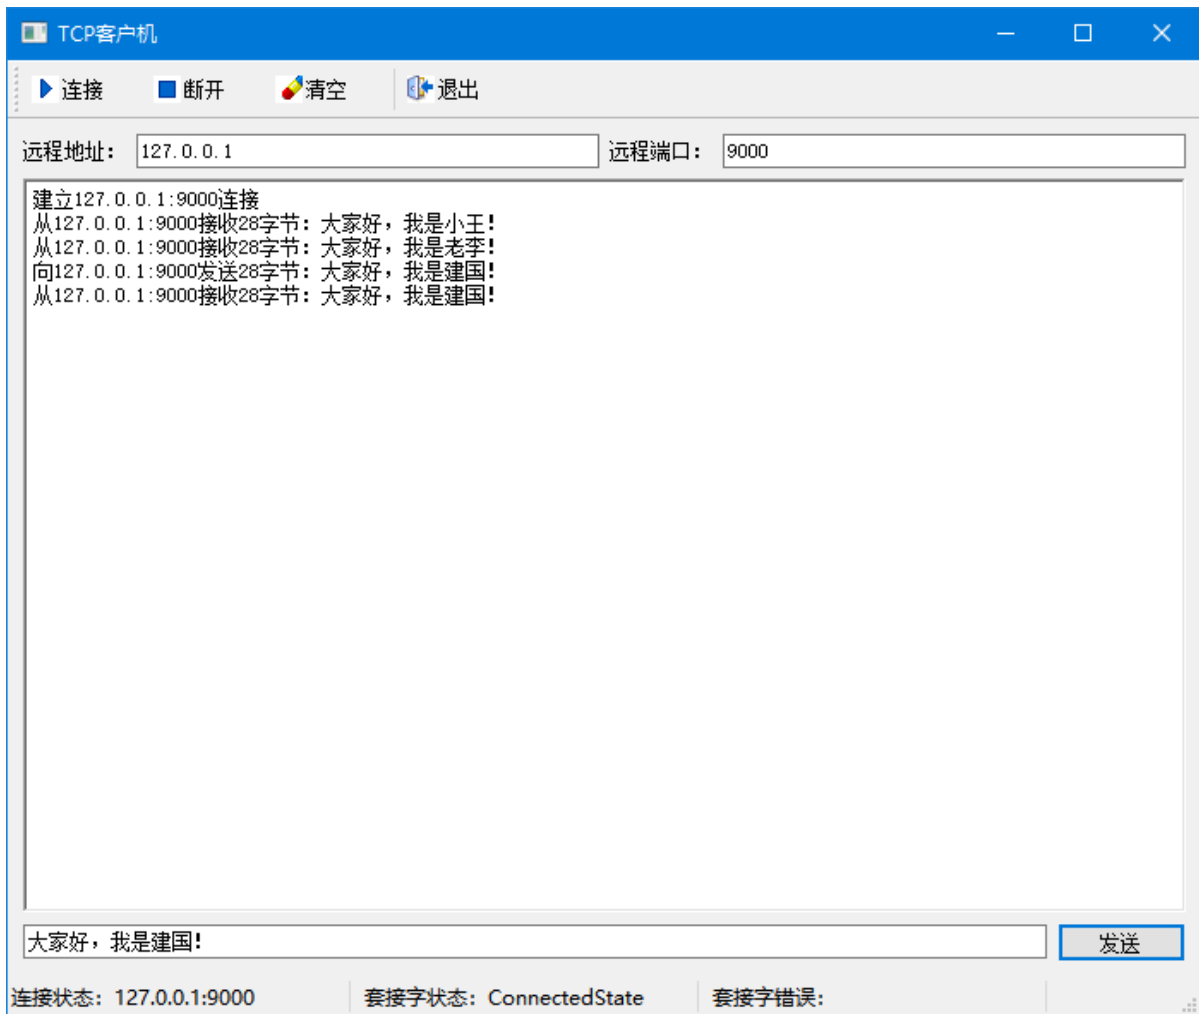 TCP客户机
连接 断开 清空 退出
远程地址： 127.0.0.1 远程端口： 9000
建立127.0.0.1:9000连接
从127.0.0.1:9000接收28字节：大家好，我是小王！
从127.0.0.1:9000接收28字节：大家好，我是老李！
向127.0.0.1:9000发送28字节：大家好，我是建国！
从127.0.0.1:9000接收28字节：大家好，我是建国！
大家好，我是建国！ 发送
连接状态：127.0.0.1:9000 套接字状态：ConnectedState 套接字错误：